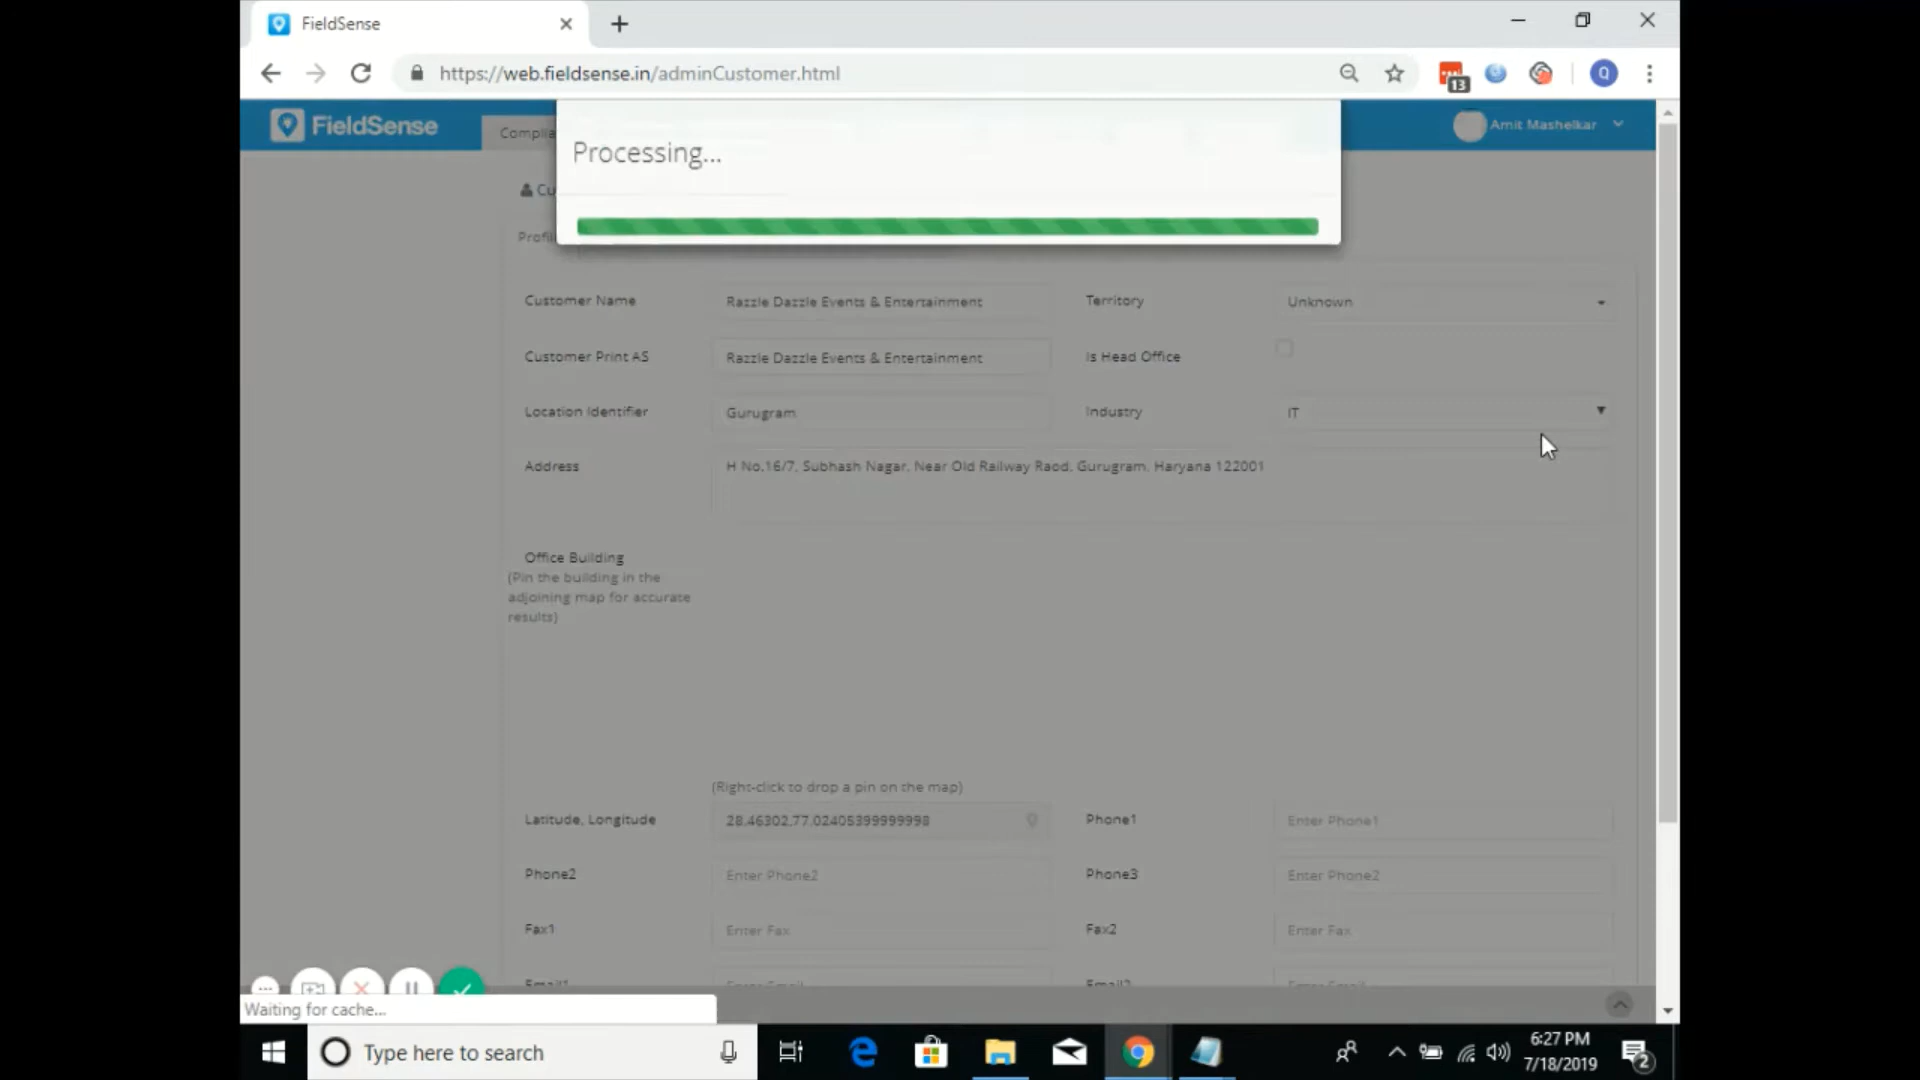 FieldSense
https://web.fieldsense.in/adminCustomer.html
13
Q
FieldSense
Amit Mashelkar
Processing...
Customer Name
Razzle Dazzle Events & Entertainment
Territory
Unknown
Customer Print AS
Razzle Dazzle Events & Entertainment
Is Head Office
Location Identifier
Gurugram
Industry
IT
Address
H No.16/7, Subhash Nagar, Near Old Railway Raod, Gurugram, Haryana 122001
Office Building
(Pin the building in the
adjoining map for accurate
results)
(Right-click to drop a pin on the map)
Latitude, Longitude
28.46302,77.02405399999998
Phone1
Enter Phone1
Phone2
Enter Phone2
Phone3
Enter Phone2
Fax1
Enter Fax
Fax2
Enter Fax
Waiting for cache...
Type here to search
6:27 PM
7/18/2019
2